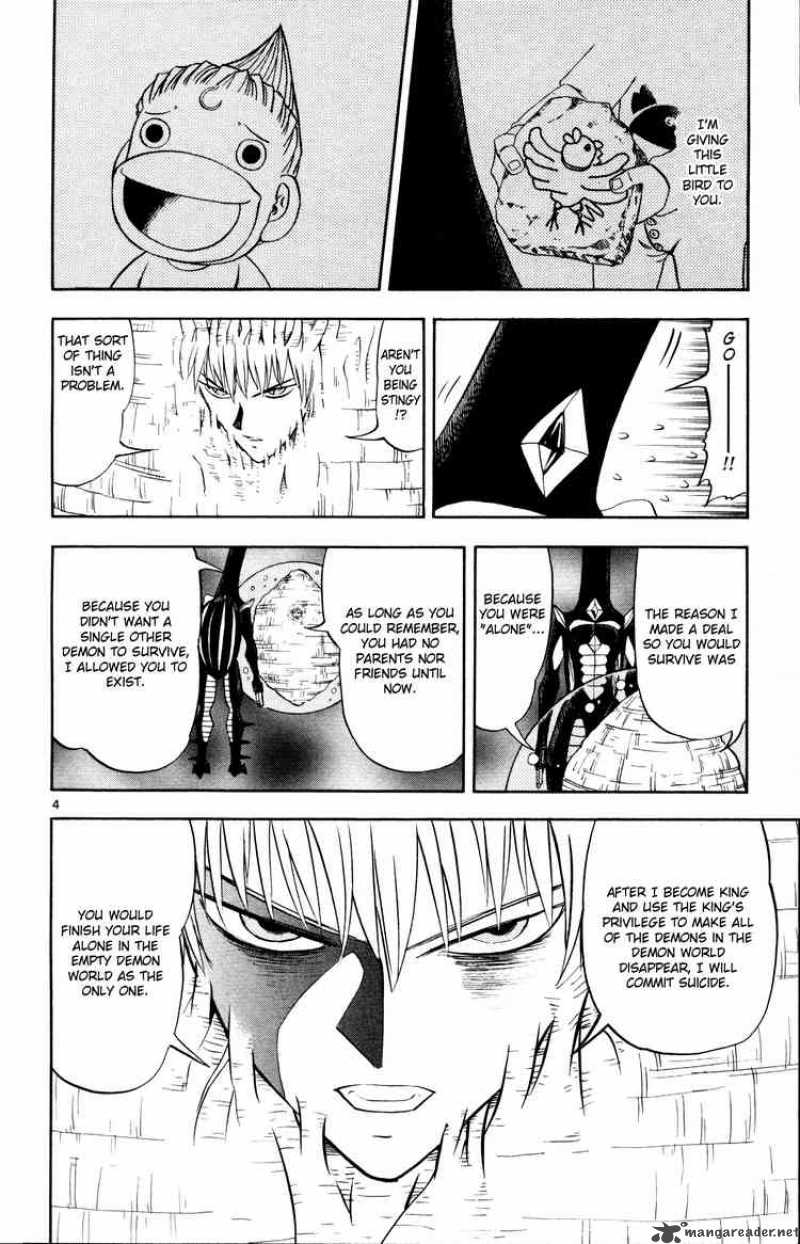 I'M
GIVING
THIS
LITTLE
BIRD TO
YOU.
GO
!!
AREN'T
YOU
BEING
STINGY
!?
THAT SORT
OF THING
ISN'T A
PROBLEM.
THE REASON I
MADE A DEAL
SO YOU WOULD
SURVIVE WAS
BECAUSE
YOU WERE
"ALONE"...
AS LONG AS YOU
COULD REMEMBER,
YOU HAD NO
PARENTS NOR
FRIENDS UNTIL
NOW.
BECAUSE YOU
DIDN'T WANT A
SINGLE OTHER
DEMON TO SURVIVE,
I ALLOWED YOU TO
EXIST.
4
AFTER I BECOME KING
AND USE THE KING'S
PRIVILEGE TO MAKE ALL
OF THE DEMONS IN THE
DEMON WORLD
DISAPPEAR, I WILL
COMMIT SUICIDE.
YOU WOULD
FINISH YOUR LIFE
ALONE IN THE
EMPTY DEMON
WORLD AS THE
ONLY ONE.
mangareader.net